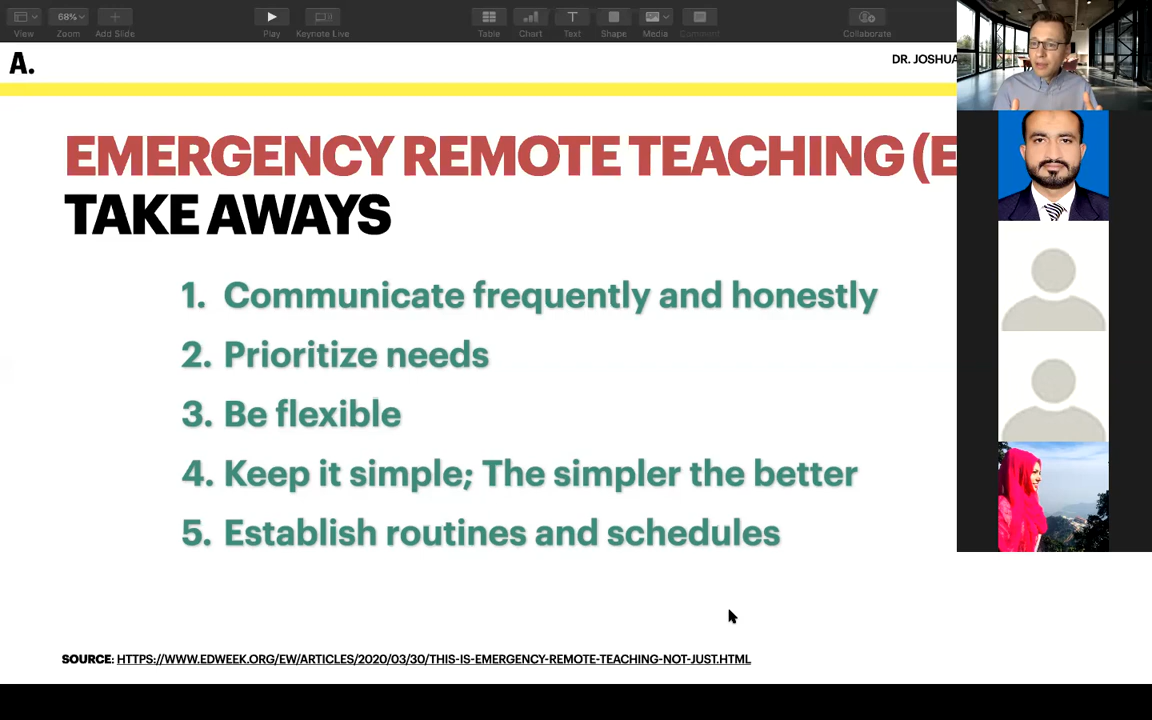 68%
View
Zoom
Add Slide
Play
Keynote Live
Table
Chart
Text
Shape
Media
Comment
Collaborate
A.
DR. JOSHUA
EMERGENCY REMOTE TEACHING (E
TAKE AWAYS
1. Communicate frequently and honestly
2. Prioritize needs
3. Be flexible
4. Keep it simple; The simpler the better
5. Establish routines and schedules
SOURCE: HTTPS://WWW.EDWEEK.ORG/EW/ARTICLES/2020/03/30/THIS-IS-EMERGENCY-REMOTE-TEACHING-NOT-JUST.HTML